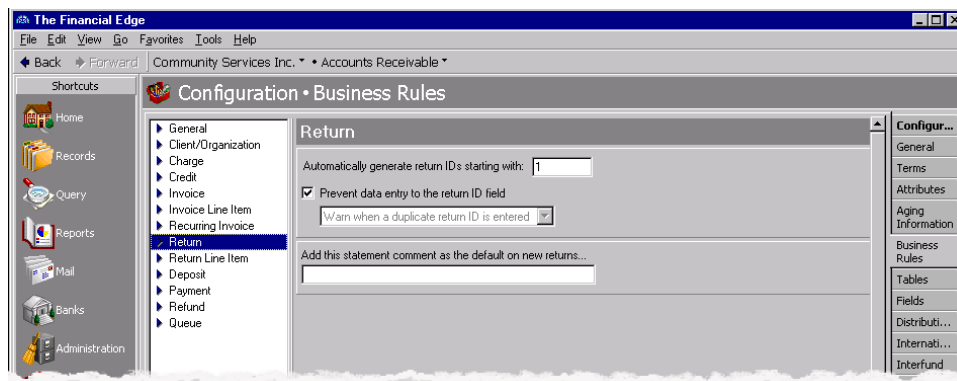 The Financial Edge
File Edit View Go Favorites Tools Help
Back Forward Community Services Inc. • Accounts Receivable
Shortcuts
Home
Records
Query
Reports
Mail
Banks
Administration
Configuration • Business Rules
General
Client/Organization
Charge
Credit
Invoice
Invoice Line Item
Recurring Invoice
Return
Return Line Item
Deposit
Payment
Refund
Queue
Return
Automatically generate return IDs starting with: 1
Prevent data entry to the return ID field
Warn when a duplicate return ID is entered
Add this statement comment as the default on new returns...
Configur...
General
Terms
Attributes
Aging
Information
Business
Rules
Tables
Fields
Distributi...
Internati...
Interfund